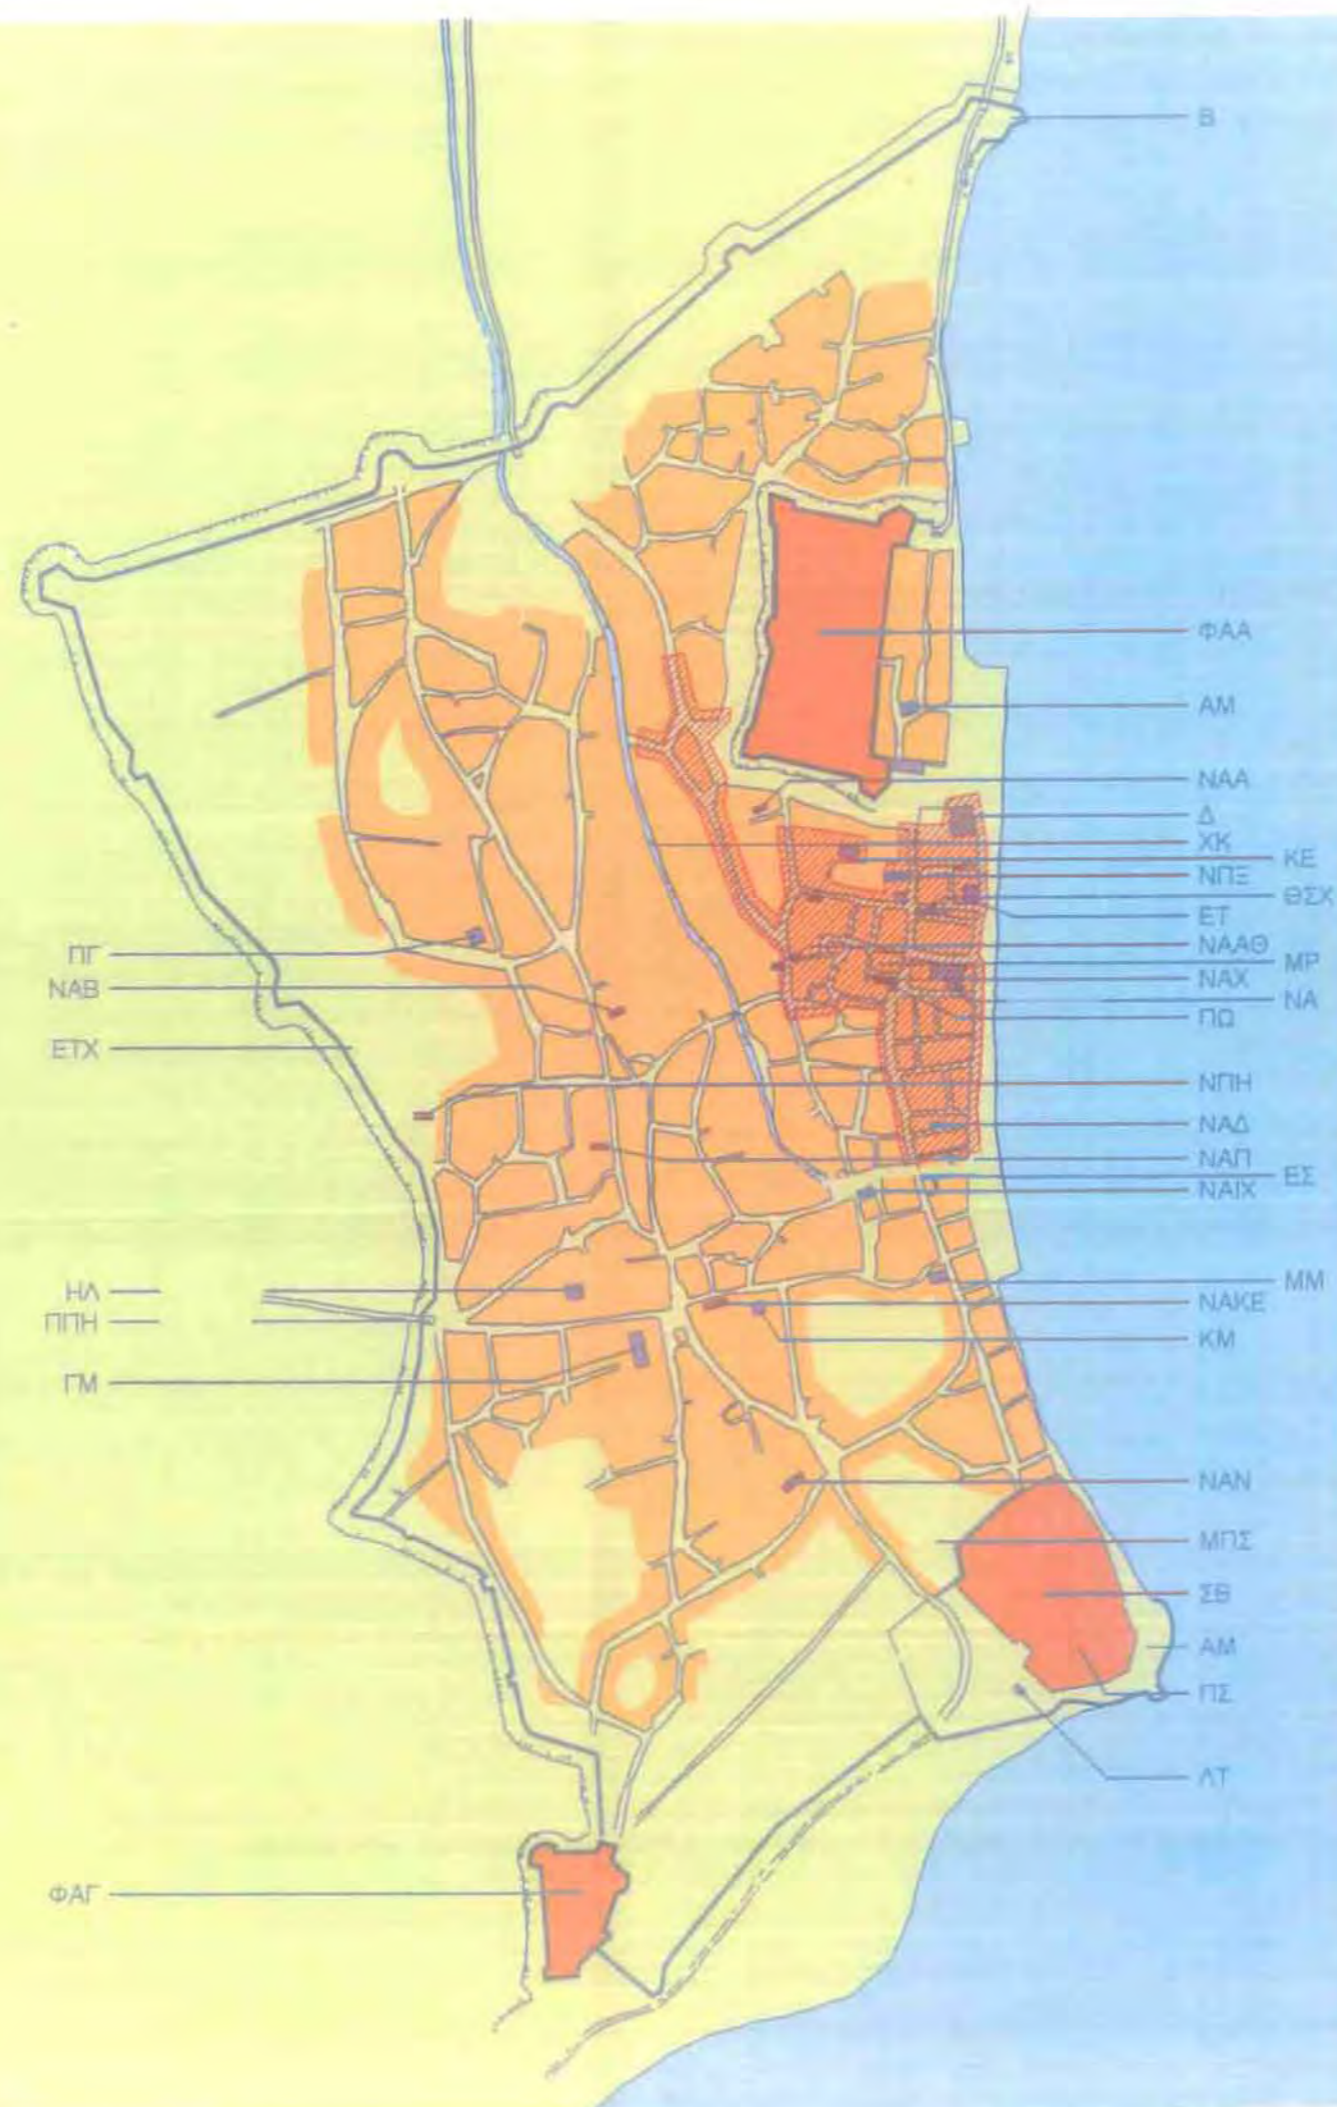 Β
ΦΑΑ
ΑΜ
ΝΑΑ
Δ
ΧΚ
ΚΕ
ΝΠΞ
ΘΣΧ
ΕΤ
ΝΑΑΘ
ΜΡ
ΝΑΧ
ΝΑ
ΠΩ
ΠΓ
ΝΑΒ
ΕΤΧ
ΝΠΗ
ΝΑΔ
ΝΑΠ
ΕΣ
ΝΑΙΧ
ΗΛ
ΠΠΗ
ΓΜ
ΜΜ
ΝΑΚΕ
ΚΜ
ΝΑΝ
ΜΠΣ
ΣΒ
ΑΜ
ΠΣ
ΛΤ
ΦΑΓ